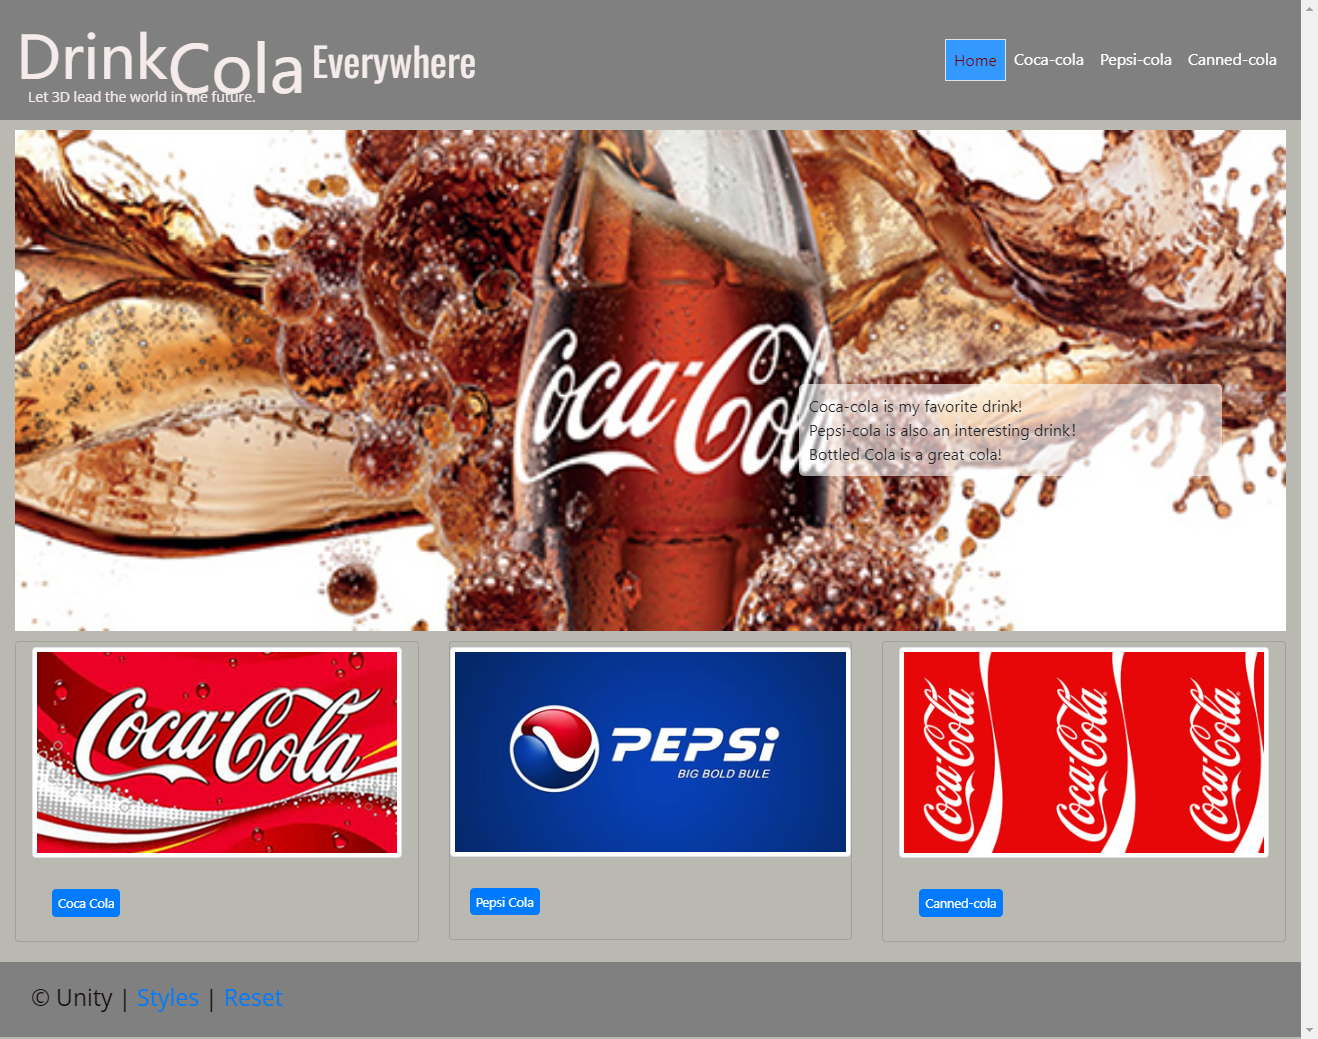 DrinkCola Everywhere
Let 3D lead the world in the future.
Home Coca-cola Pepsi-cola Canned-cola
Coca-Cola
Coca-cola is my favorite drink!
Pepsi-cola is also an interesting drink!
Bottled Cola is a great cola!
Coca-Cola
PEPSi
BIG BOLD BULE
Coca-Cola
Coca-Cola
Coca-Cola
Coca Cola
Pepsi Cola
Canned-cola
© Unity | Styles | Reset